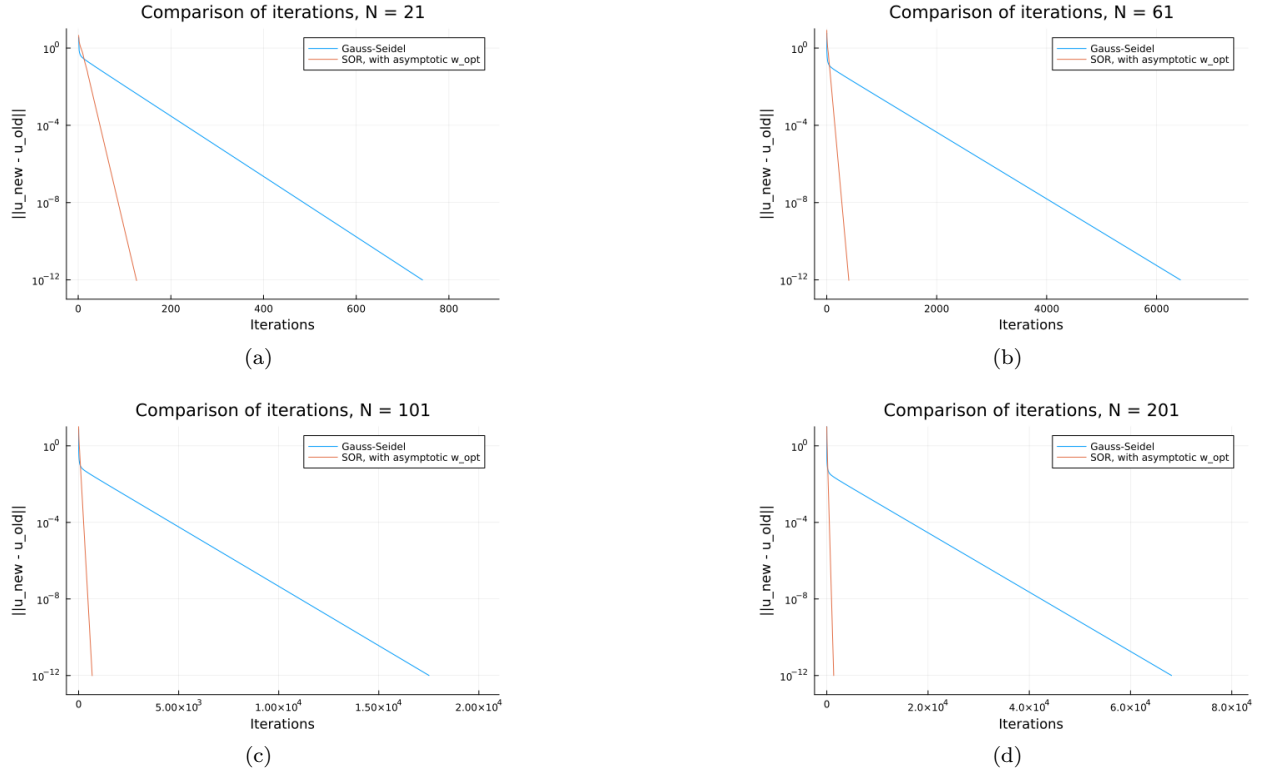 Comparison of iterations, N = 21
10^0
10^-4
10^-8
10^-12
||u_new - u_old||
Gauss-Seidel
SOR, with asymptotic w_opt
0 200 400 600 800
Iterations
(a)
Comparison of iterations, N = 61
10^0
10^-4
10^-8
10^-12
||u_new - u_old||
Gauss-Seidel
SOR, with asymptotic w_opt
0 2000 4000 6000
Iterations
(b)
Comparison of iterations, N = 101
10^0
10^-4
10^-8
10^-12
||u_new - u_old||
Gauss-Seidel
SOR, with asymptotic w_opt
0 5.00×10^3 1.00×10^4 1.50×10^4 2.00×10^4
Iterations
(c)
Comparison of iterations, N = 201
10^0
10^-4
10^-8
10^-12
||u_new - u_old||
Gauss-Seidel
SOR, with asymptotic w_opt
0 2.0×10^4 4.0×10^4 6.0×10^4 8.0×10^4
Iterations
(d)